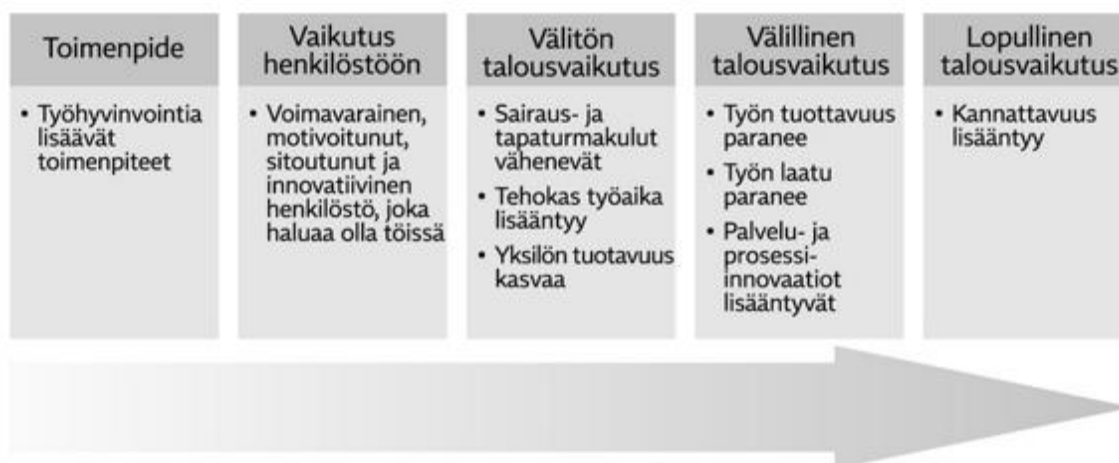 Toimenpide
• Työhyvinvointia
lisäävät
toimenpiteet
Vaikutus
henkilöstöön
• Voimavarainen,
motivoitunut,
sitoutunut ja
innovatiivinen
henkilöstö, joka
haluaa olla töissä
Välitön
talousvaikutus
• Sairaus- ja
tapaturmakulut
vähenevät
• Tehokas työaika
lisääntyy
• Yksilön tuotavuus
kasvaa
Välillinen
talousvaikutus
• Työn tuottavuus
paranee
• Työn laatu
paranee
• Palvelu- ja
prosessi-
innovaatiot
lisääntyvät
Lopullinen
talousvaikutus
• Kannattavuus
lisääntyy